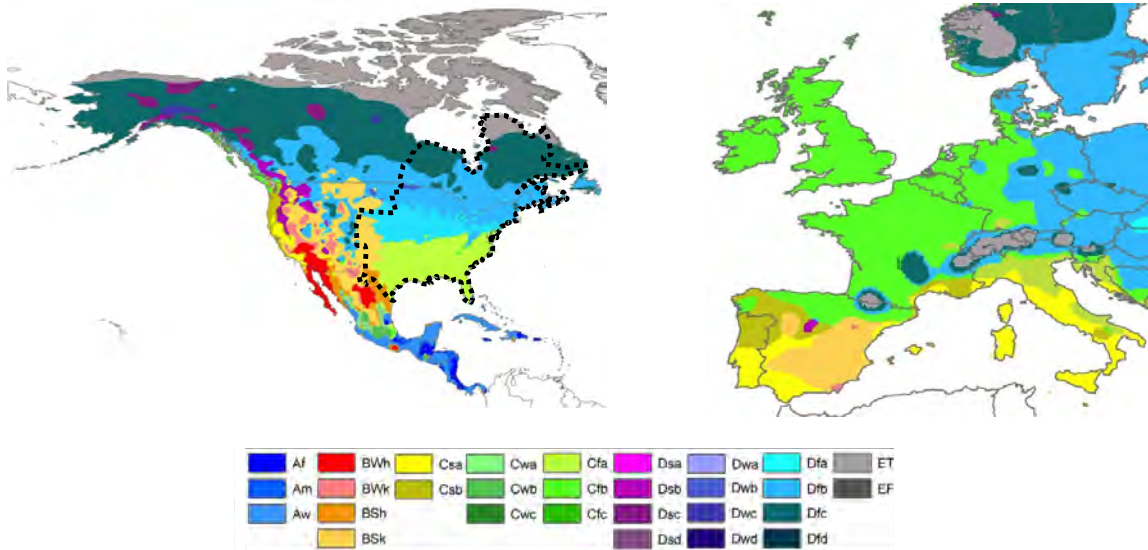 Af BWh Csa Cwa Cfa Dsa Dwa Dfa ET
Am BWk Csb Cwb Cfb Dsb Dwb Dfb EF
Aw BSh Cwc Cfc Dsc Dwc Dfc
BSk Dsd Dwd Dfd